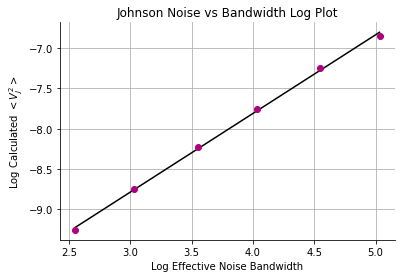 Johnson Noise vs Bandwidth Log Plot
Log Calculated < V_J^2 >
−7.0
−7.5
−8.0
−8.5
−9.0
2.5 3.0 3.5 4.0 4.5 5.0
Log Effective Noise Bandwidth